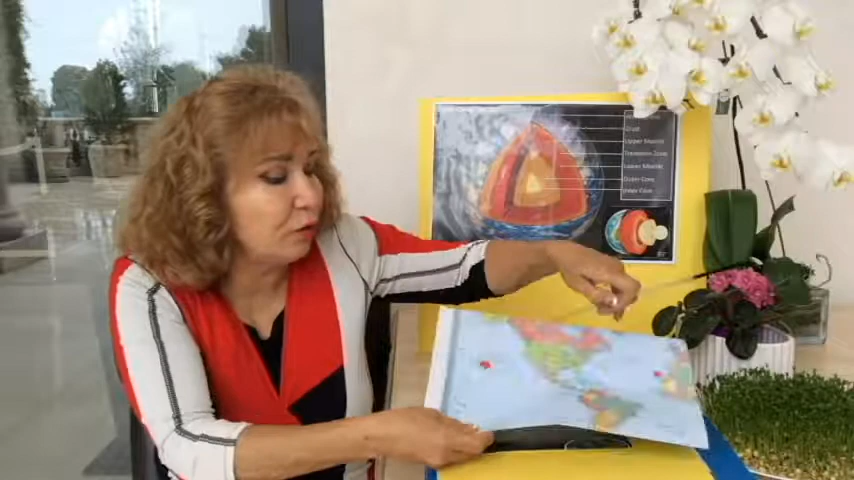 Crust
Upper Mantle
Transition Zone
Lower Mantle
Outer Core
Inner Core